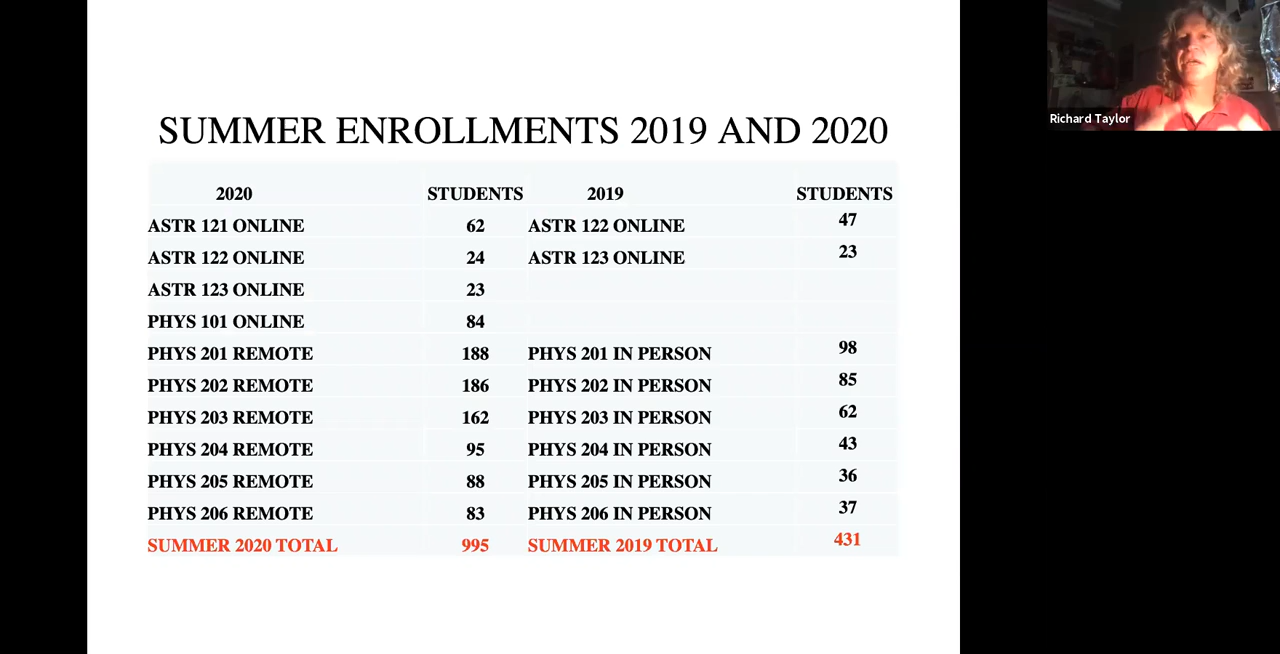 SUMMER ENROLLMENTS 2019 AND 2020
2020 STUDENTS 2019 STUDENTS
ASTR 121 ONLINE 62 ASTR 122 ONLINE 47
ASTR 122 ONLINE 24 ASTR 123 ONLINE 23
ASTR 123 ONLINE 23
PHYS 101 ONLINE 84
PHYS 201 REMOTE 188 PHYS 201 IN PERSON 98
PHYS 202 REMOTE 186 PHYS 202 IN PERSON 85
PHYS 203 REMOTE 162 PHYS 203 IN PERSON 62
PHYS 204 REMOTE 95 PHYS 204 IN PERSON 43
PHYS 205 REMOTE 88 PHYS 205 IN PERSON 36
PHYS 206 REMOTE 83 PHYS 206 IN PERSON 37
SUMMER 2020 TOTAL 995 SUMMER 2019 TOTAL 431
Richard Taylor